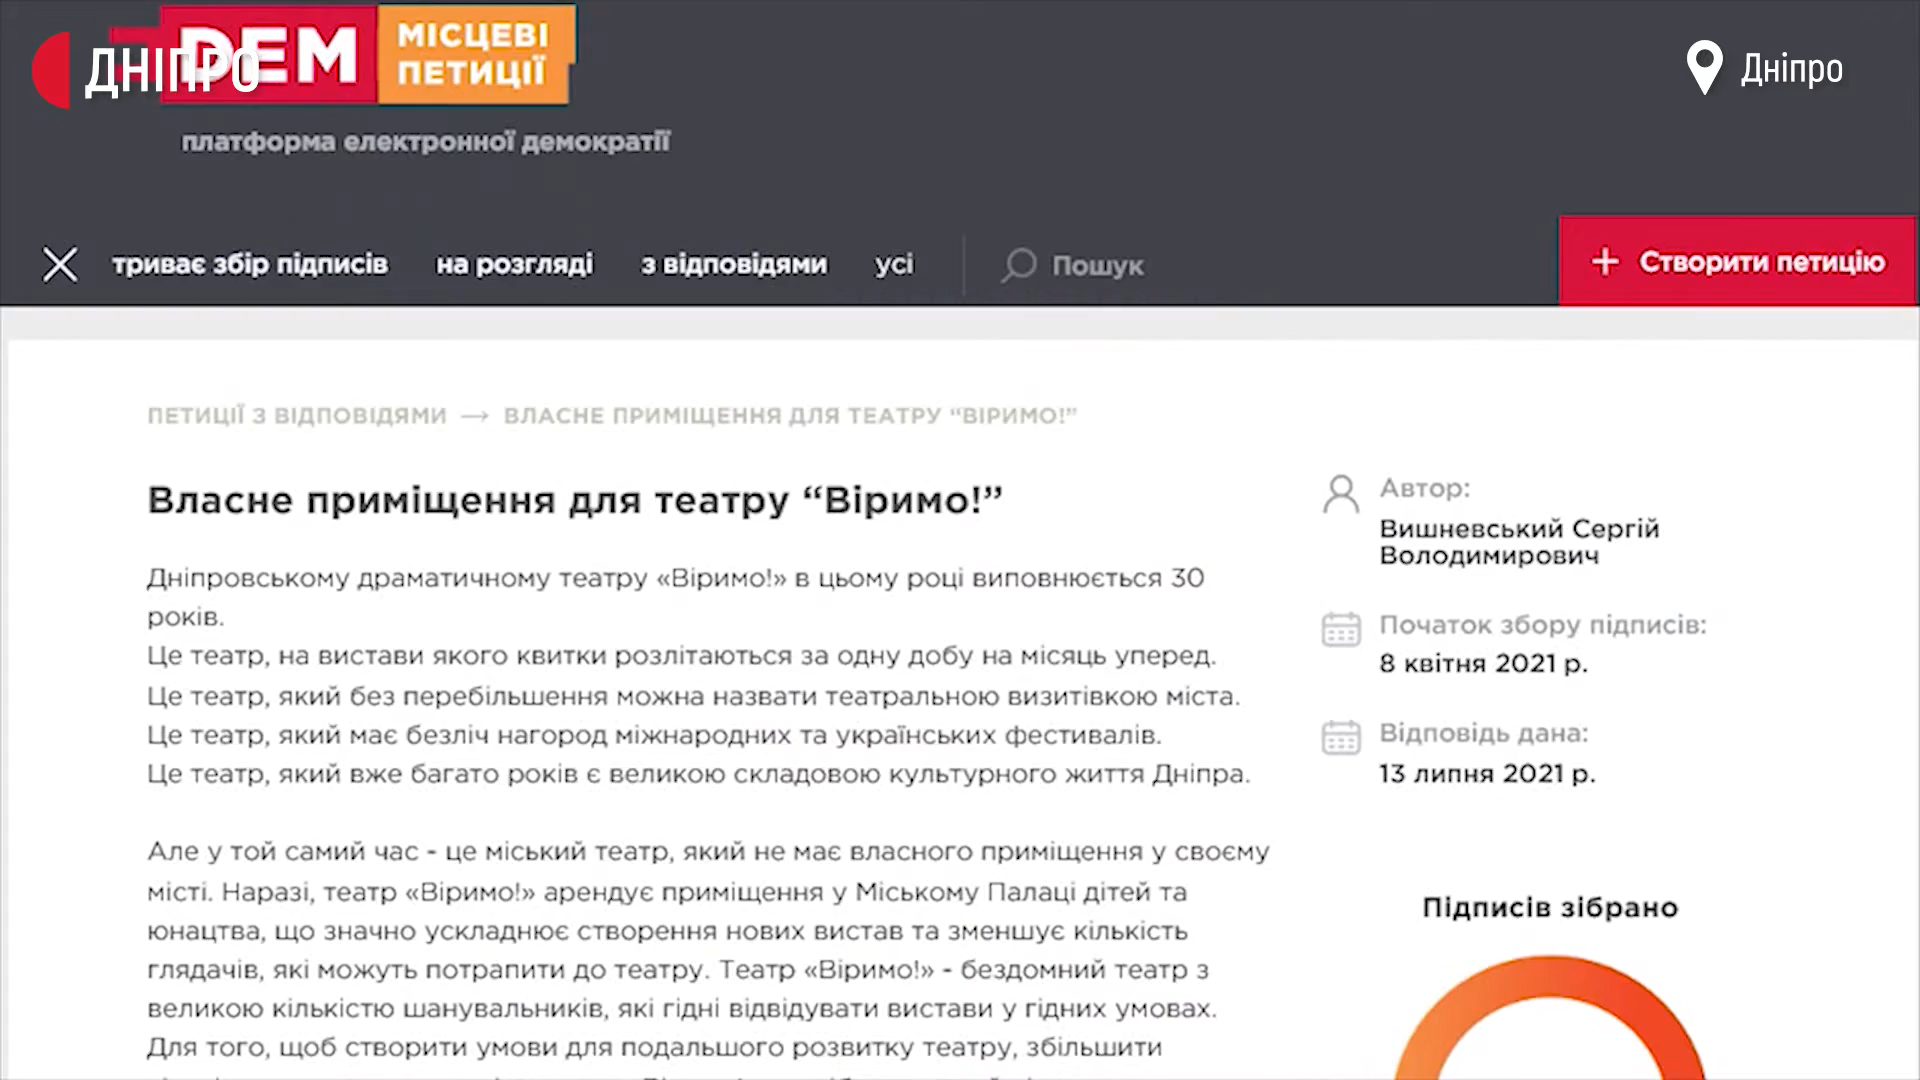 ДНІПРО
DEM
МІСЦЕВІ
ПЕТИЦІЇ
Дніпро
платформа електронної демократії
триває збір підписів на розгляді з відповідями усі Пошук
+ Створити петицію
ПЕТИЦІЇ З ВІДПОВІДЯМИ → ВЛАСНЕ ПРИМІЩЕННЯ ДЛЯ ТЕАТРУ “ВІРИМО!”
Власне приміщення для театру “Віримо!”
Дніпровському драматичному театру «Віримо!» в цьому році виповнюється 30
років.
Це театр, на вистави якого квитки розлітаються за одну добу на місяць уперед.
Це театр, який без перебільшення можна назвати театральною визитівкою міста.
Це театр, який має безліч нагород міжнародних та українських фестивалів.
Це театр, який вже багато років є великою складовою культурного життя Дніпра.
Але у той самий час - це міський театр, який не має власного приміщення у своєму
місті. Наразі, театр «Віримо!» арендує приміщення у Міському Палаці дітей та
юнацтва, що значно ускладнює створення нових вистав та зменшує кількість
глядачів, які можуть потрапити до театру. Театр «Віримо!» - бездомний театр з
великою кількістю шанувальників, які гідні відвідувати вистави у гідних умовах.
Для того, щоб створити умови для подальшого розвитку театру, збільшити
Автор:
Вишневський Сергій
Володимирович
Початок збору підписів:
8 квітня 2021 р.
Відповідь дана:
13 липня 2021 р.
Підписів зібрано